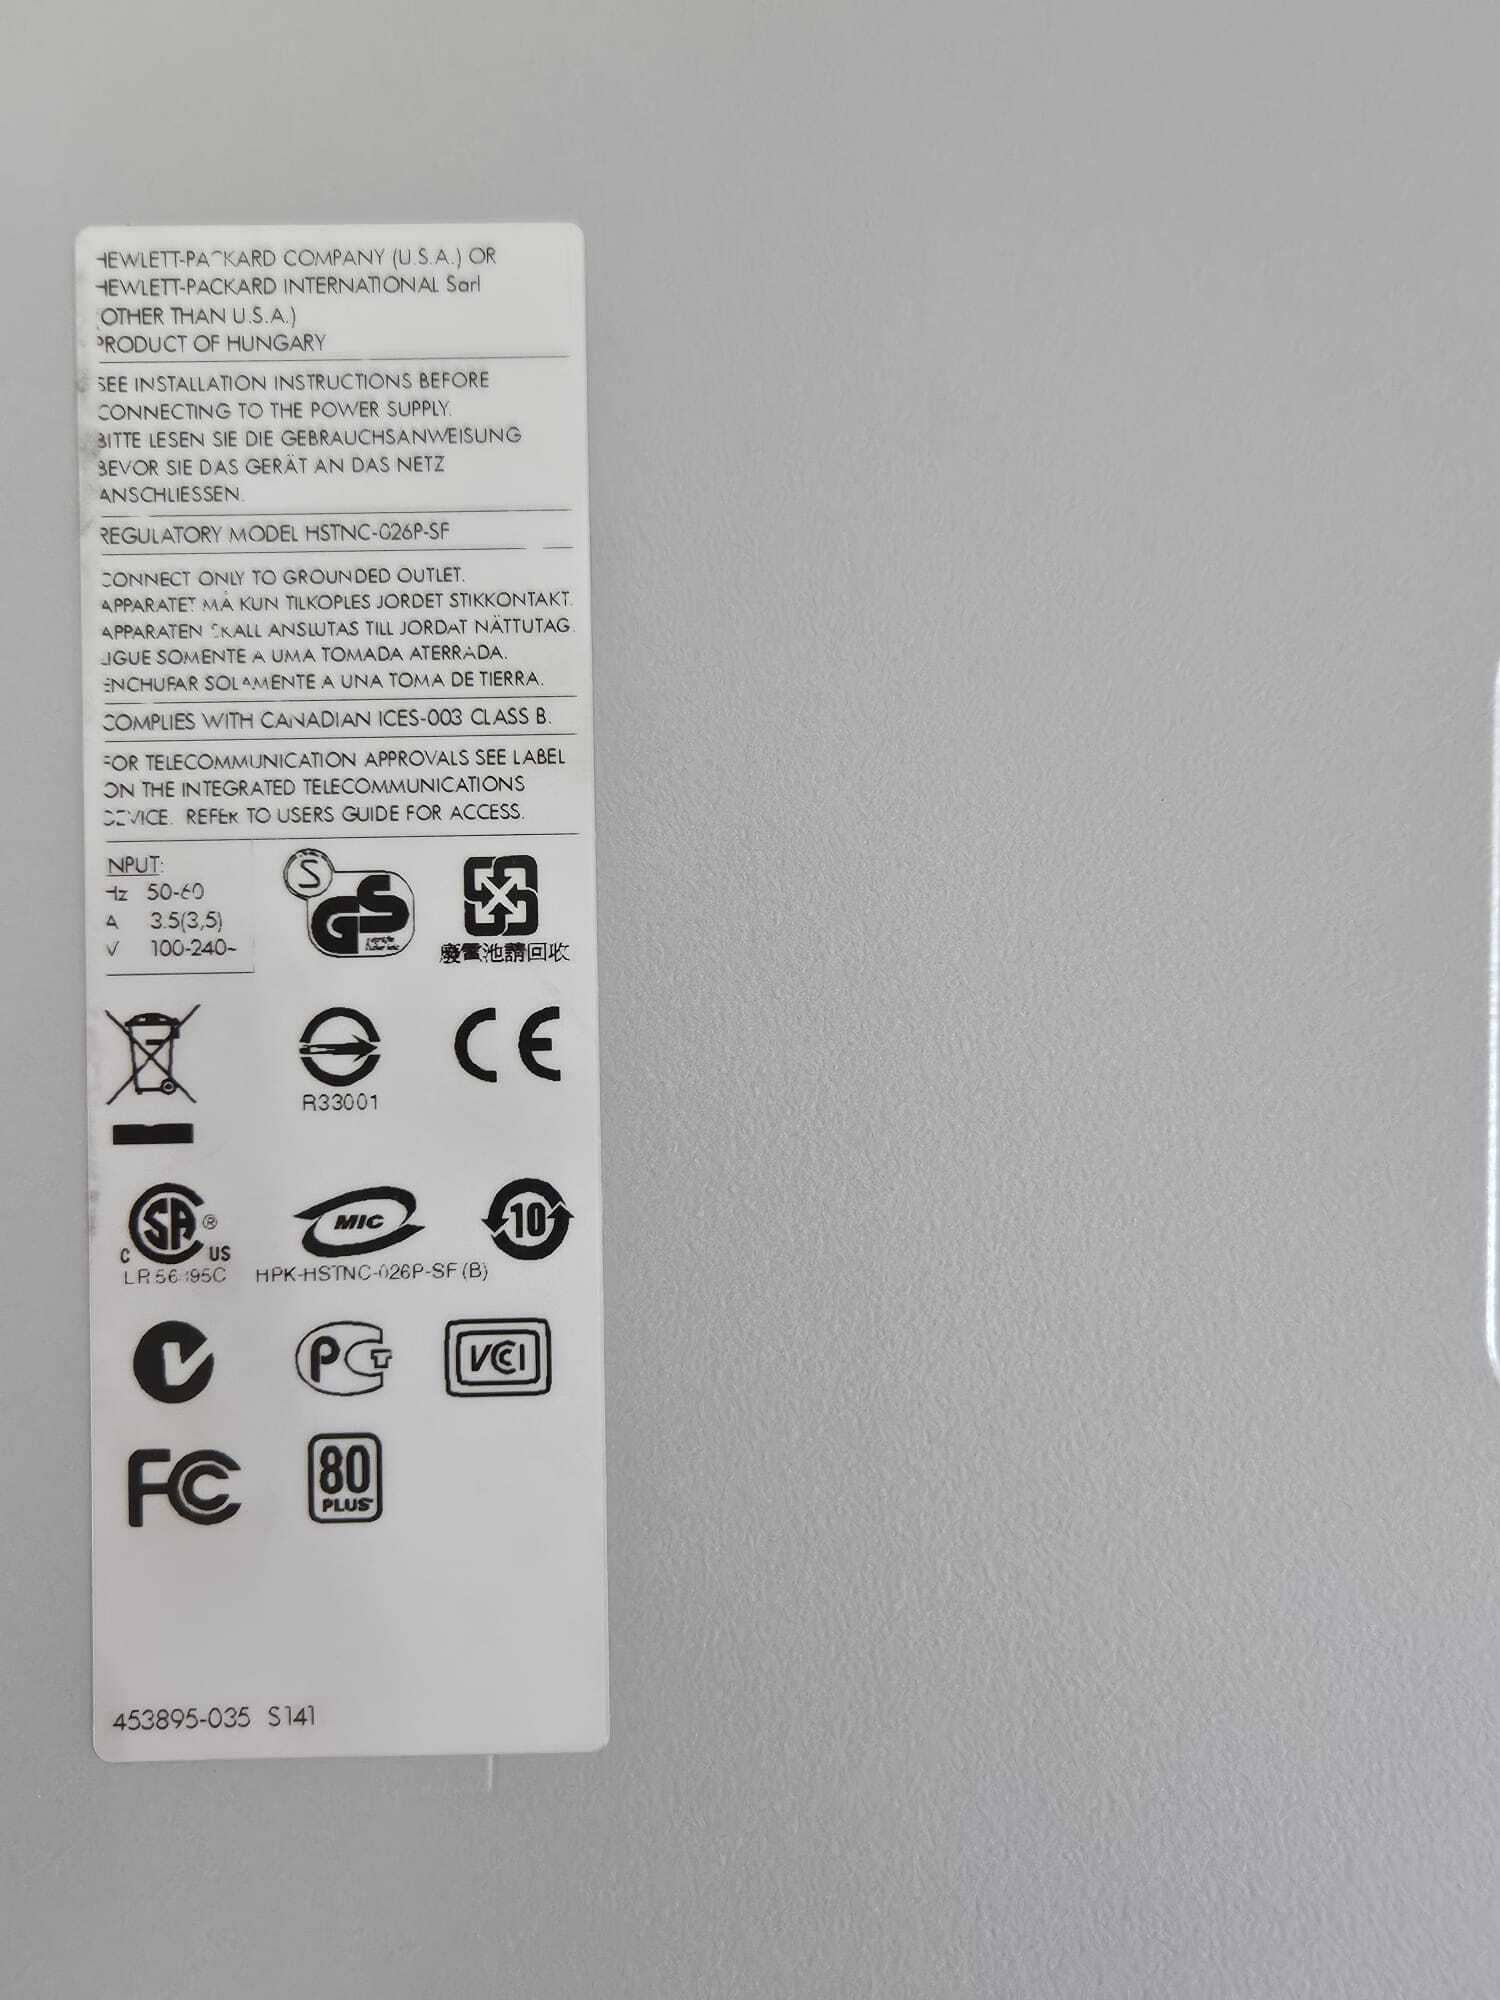 HEWLETT-PACKARD COMPANY (U.S.A.) OR
HEWLETT-PACKARD INTERNATIONAL Sarl
(OTHER THAN U.S.A.)
PRODUCT OF HUNGARY
SEE INSTALLATION INSTRUCTIONS BEFORE
CONNECTING TO THE POWER SUPPLY.
BITTE LESEN SIE DIE GEBRAUCHSANWEISUNG
BEVOR SIE DAS GERÄT AN DAS NETZ
ANSCHLIESSEN.
REGULATORY MODEL HSTNC-026P-SF
CONNECT ONLY TO GROUNDED OUTLET.
APPARATET MÅ KUN TILKOPLES JORDET STIKKONTAKT.
APPARATEN SKALL ANSLUTAS TILL JORDAT NÄTTUTAG.
LIGUE SOMENTE A UMA TOMADA ATERRADA.
ENCHUFAR SOLAMENTE A UNA TOMA DE TIERRA.
COMPLIES WITH CANADIAN ICES-003 CLASS B.
FOR TELECOMMUNICATION APPROVALS SEE LABEL
ON THE INTEGRATED TELECOMMUNICATIONS
DEVICE. REFER TO USERS GUIDE FOR ACCESS.
INPUT:
Hz 50-60
A 3.5(3,5)
V 100-240~
S
GS
廢電池請回收
R33001
CE
CSA ®
C US
MIC
10
HPK-HSTNC-026P-SF (B)
PCT
VCCI
FC
80
PLUS
453895-035 S141